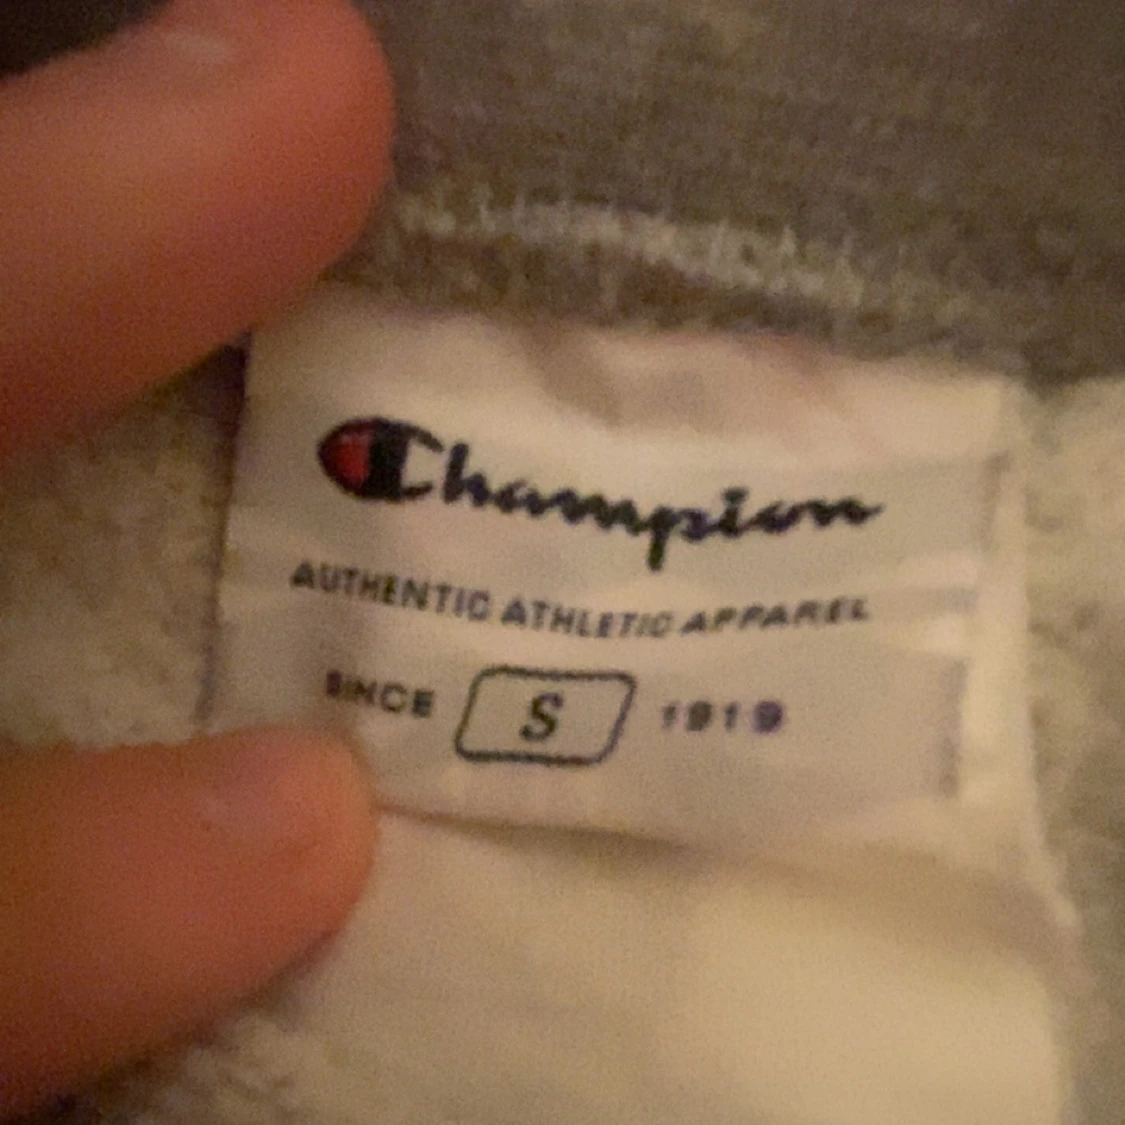 Champion
AUTHENTIC ATHLETIC APPAREL
SINCE S 1919